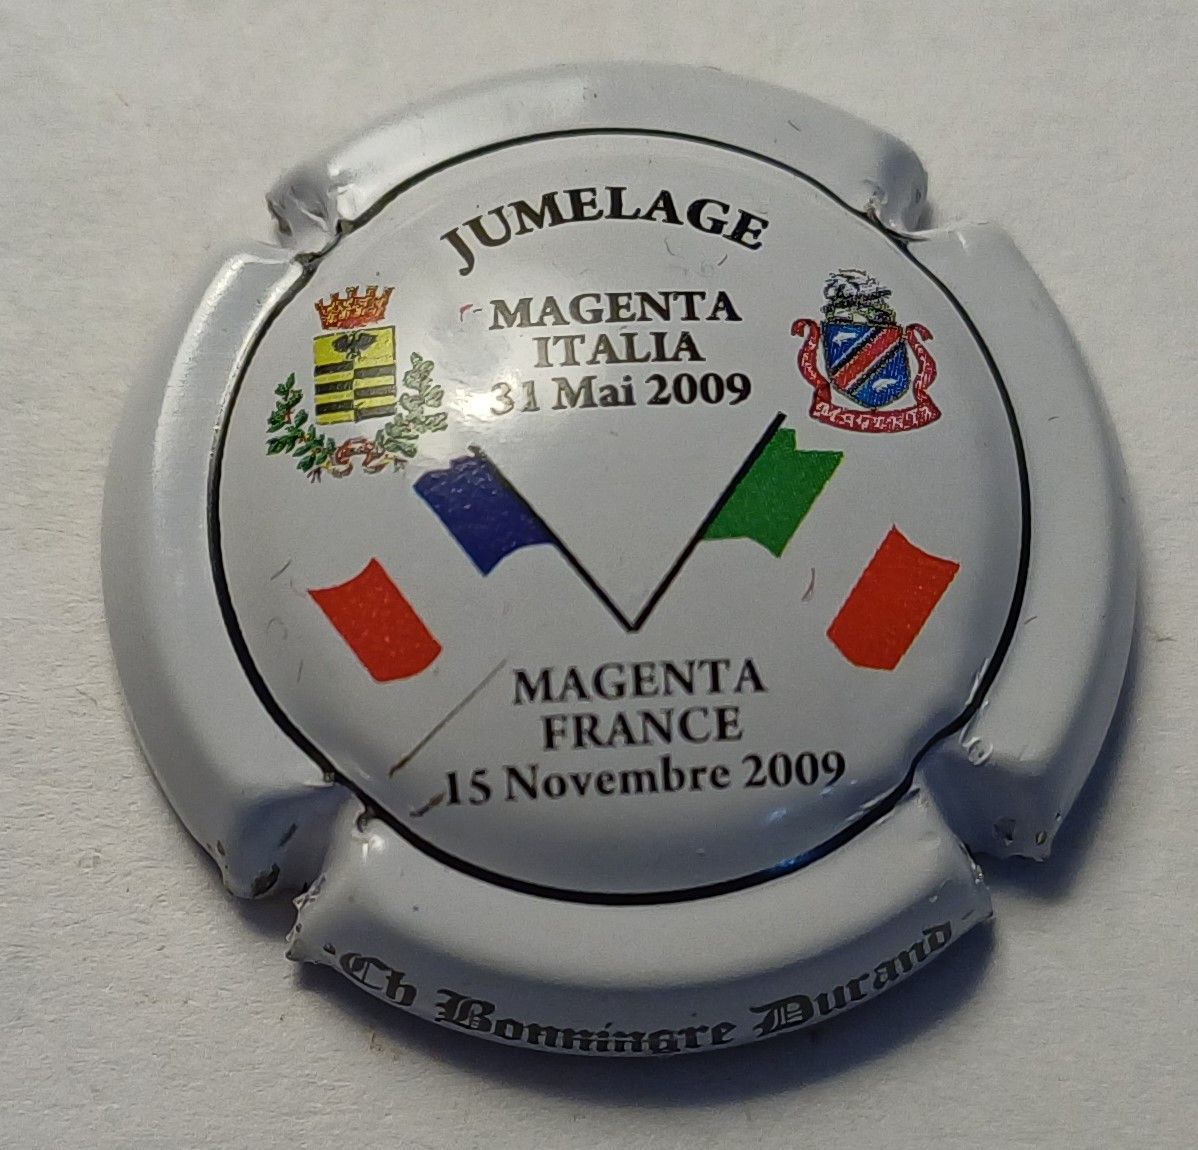 JUMELAGE
MAGENTA
ITALIA
31 Mai 2009
MAGENTA
FRANCE
15 Novembre 2009
Ch Bonningre Durand